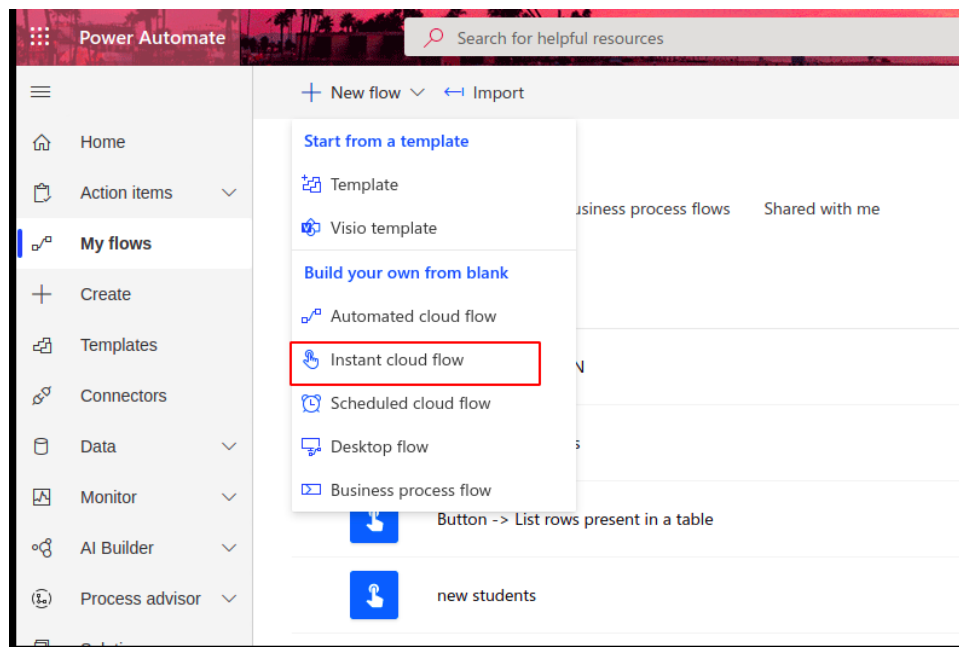 Power Automate
Search for helpful resources
New flow
Import
Home
Action items
My flows
Create
Templates
Connectors
Data
Monitor
AI Builder
Process advisor
Start from a template
Template
Visio template
Build your own from blank
Automated cloud flow
Instant cloud flow
Scheduled cloud flow
Desktop flow
Business process flow
usiness process flows
Shared with me
N
s
Button -> List rows present in a table
new students